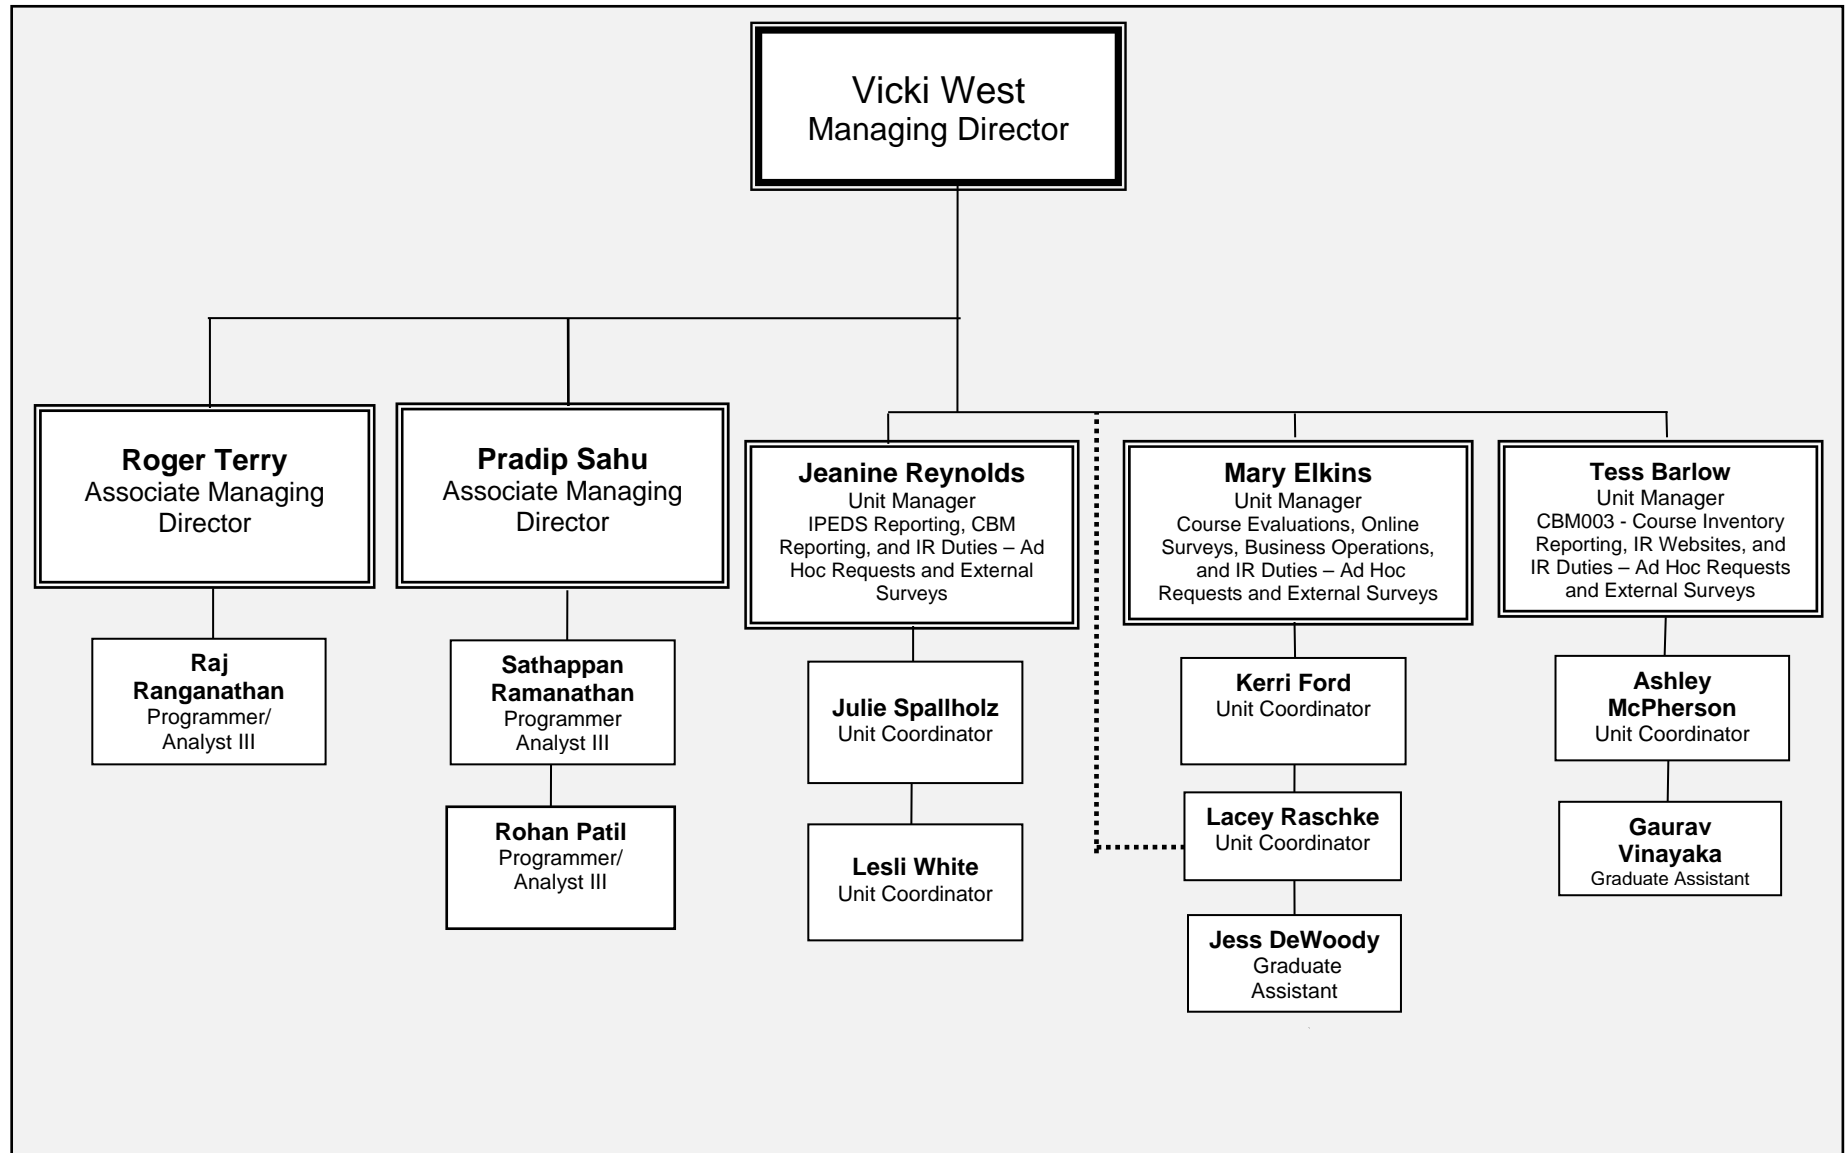 Vicki West
Managing Director
Roger Terry
Associate Managing
Director
Pradip Sahu
Associate Managing
Director
Jeanine Reynolds
Unit Manager
IPEDS Reporting, CBM
Reporting, and IR Duties – Ad
Hoc Requests and External
Surveys
Mary Elkins
Unit Manager
Course Evaluations, Online
Surveys, Business Operations,
and IR Duties – Ad Hoc
Requests and External Surveys
Tess Barlow
Unit Manager
CBM003 - Course Inventory
Reporting, IR Websites, and
IR Duties – Ad Hoc Requests
and External Surveys
Raj
Ranganathan
Programmer/
Analyst III
Sathappan
Ramanathan
Programmer
Analyst III
Julie Spallholz
Unit Coordinator
Kerri Ford
Unit Coordinator
Ashley
McPherson
Unit Coordinator
Rohan Patil
Programmer/
Analyst III
Lesli White
Unit Coordinator
Lacey Raschke
Unit Coordinator
Gaurav
Vinayaka
Graduate Assistant
Jess DeWoody
Graduate
Assistant